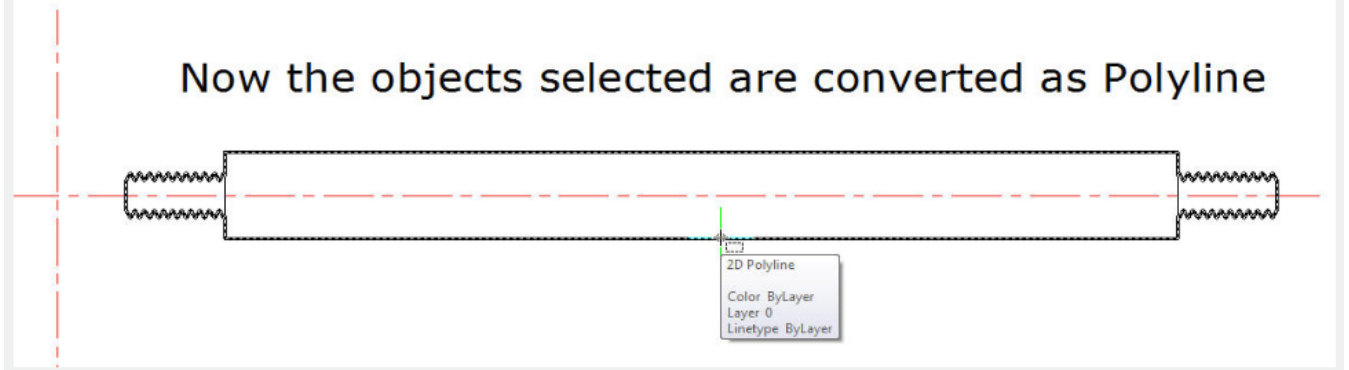 Now the objects selected are converted as Polyline
2D Polyline
Color ByLayer
Layer 0
Linetype ByLayer